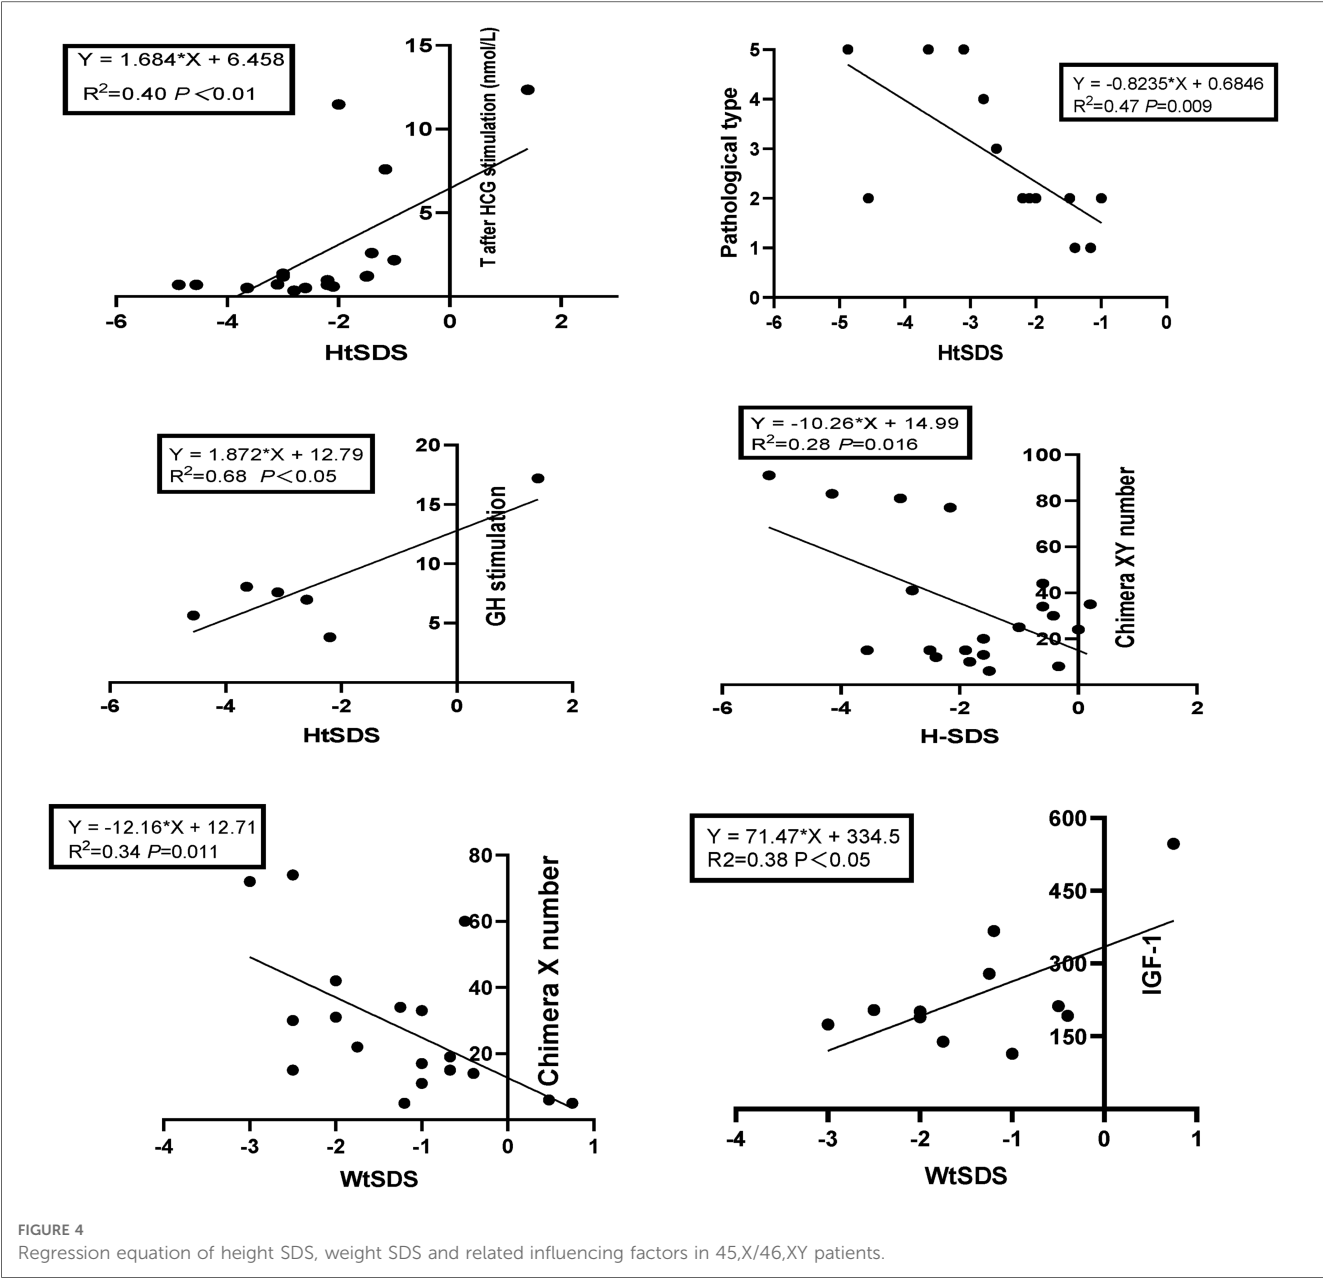 Y = 1.684*X + 6.458
R²=0.40 P<0.01
15
10
5
T after HCG stimulation (nmol/L)
-6 -4 -2 0 2
HtSDS
Y = -0.8235*X + 0.6846
R²=0.47 P=0.009
5
4
3
2
1
0
Pathological type
-6 -5 -4 -3 -2 -1 0
HtSDS
Y = 1.872*X + 12.79
R²=0.68 P<0.05
20
15
10
5
GH stimulation
-6 -4 -2 0 2
HtSDS
Y = -10.26*X + 14.99
R²=0.28 P=0.016
100
80
60
40
20
Chimera XY number
-6 -4 -2 0 2
H-SDS
Y = -12.16*X + 12.71
R²=0.34 P=0.011
80
60
40
20
Chimera X number
-4 -3 -2 -1 0 1
WtSDS
Y = 71.47*X + 334.5
R2=0.38 P<0.05
600
450
300
150
IGF-1
-4 -3 -2 -1 0 1
WtSDS
FIGURE 4
Regression equation of height SDS, weight SDS and related influencing factors in 45,X/46,XY patients.